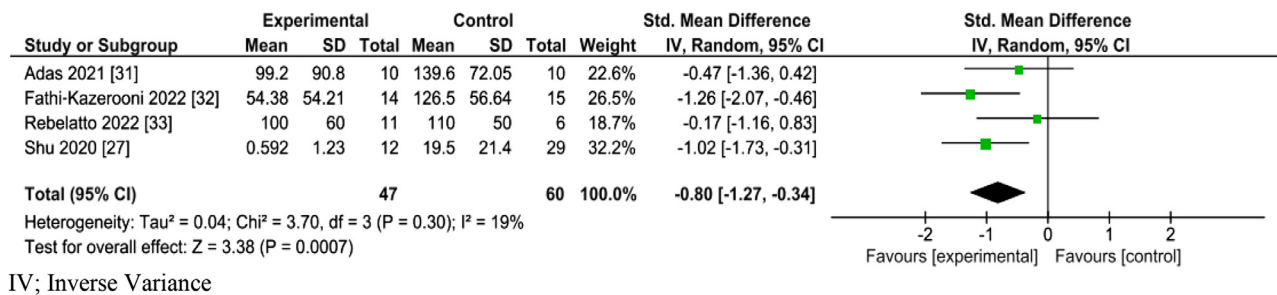 Experimental Control Std. Mean Difference Std. Mean Difference
Study or Subgroup Mean SD Total Mean SD Total Weight IV, Random, 95% CI IV, Random, 95% CI
Adas 2021 [31] 99.2 90.8 10 139.6 72.05 10 22.6% -0.47 [-1.36, 0.42]
Fathi-Kazerooni 2022 [32] 54.38 54.21 14 126.5 56.64 15 26.5% -1.26 [-2.07, -0.46]
Rebelatto 2022 [33] 100 60 11 110 50 6 18.7% -0.17 [-1.16, 0.83]
Shu 2020 [27] 0.592 1.23 12 19.5 21.4 29 32.2% -1.02 [-1.73, -0.31]
Total (95% CI) 47 60 100.0% -0.80 [-1.27, -0.34]
Heterogeneity: Tau² = 0.04; Chi² = 3.70, df = 3 (P = 0.30); I² = 19%
Test for overall effect: Z = 3.38 (P = 0.0007)
-2 -1 0 1 2
Favours [experimental] Favours [control]
IV; Inverse Variance